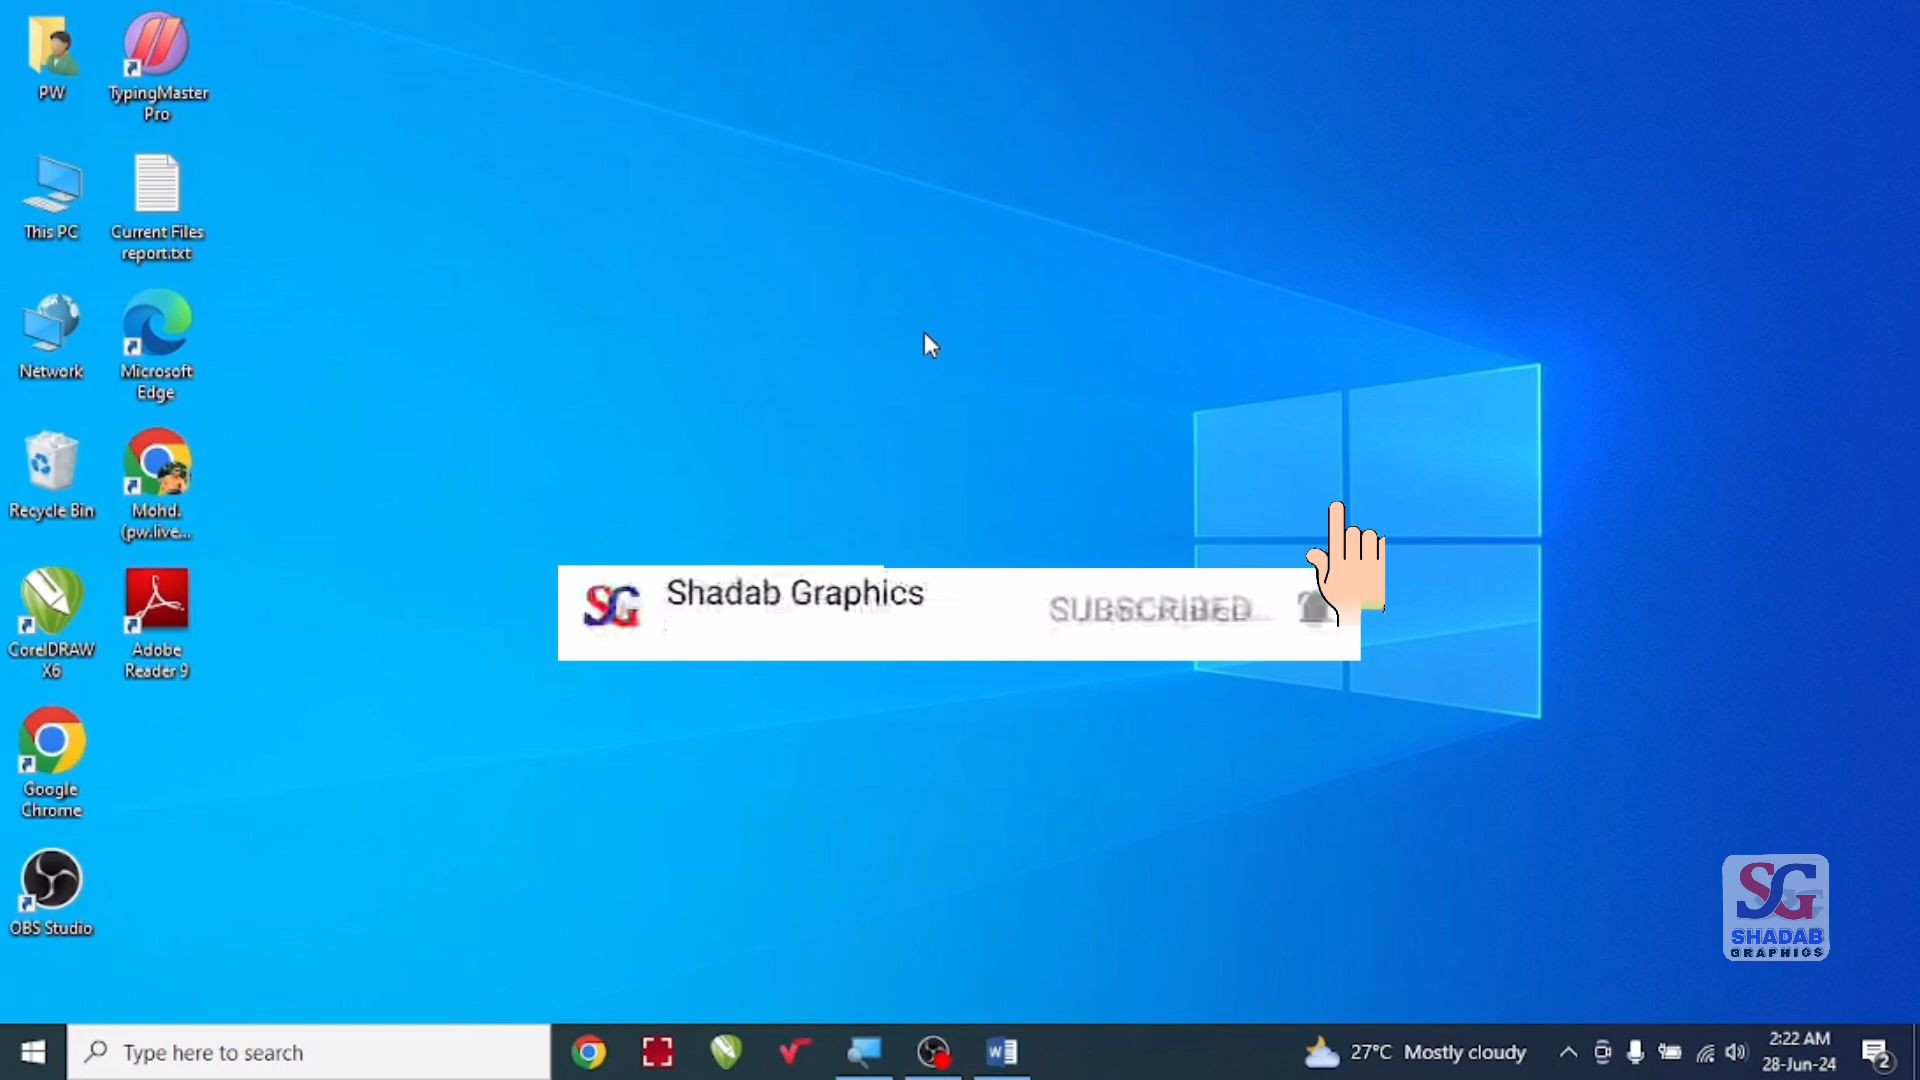 PW
TypingMaster
Pro
This PC
Current Files
report.txt
Network
Microsoft
Edge
Recycle Bin
Mohd.
(pw.live...
CorelDRAW
X6
Adobe
Reader 9
Google
Chrome
OBS Studio
SG
Shadab Graphics
SUBSCRIBED
SG
SHADAB
GRAPHICS
Type here to search
27°C Mostly cloudy
2:22 AM
28-Jun-24
2